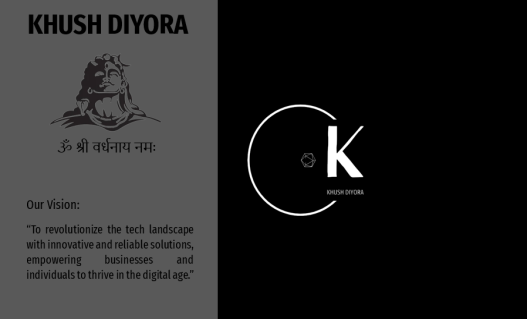 KHUSH DIYORA
ॐ श्री वर्धनाय नमः
Our Vision:
"To revolutionize the tech landscape
with innovative and reliable solutions,
empowering businesses and
individuals to thrive in the digital age."
K
KHUSH DIYORA